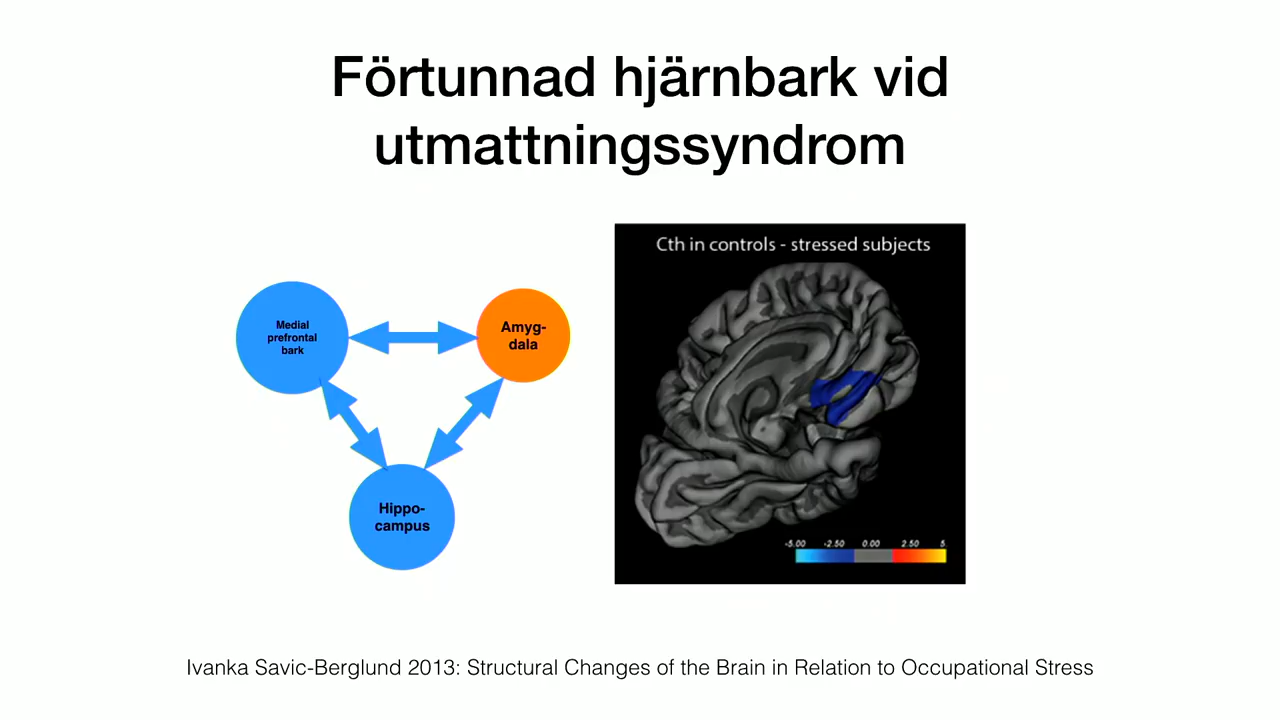 Förtunnad hjärnbark vid
utmattningssyndrom
Medial
prefrontal
bark
Amyg-
dala
Hippo-
campus
Cth in controls - stressed subjects
-5.00 -2.50 0.00 2.50 5
Ivanka Savic-Berglund 2013: Structural Changes of the Brain in Relation to Occupational Stress